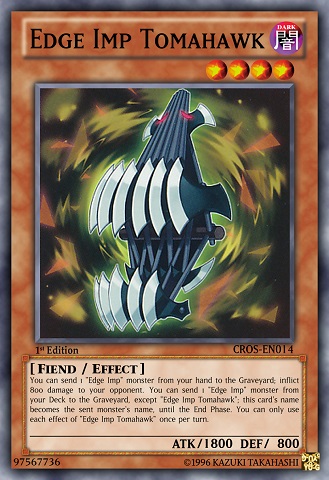 EDGE IMP TOMAHAWK
DARK
闇
1st Edition
CROS-EN014
[FIEND / EFFECT]
You can send 1 "Edge Imp" monster from your hand to the Graveyard; inflict
800 damage to your opponent. You can send 1 "Edge Imp" monster from
your Deck to the Graveyard, except "Edge Imp Tomahawk"; this card's name
becomes the sent monster's name, until the End Phase. You can only use
each effect of "Edge Imp Tomahawk" once per turn.
ATK/1800 DEF/ 800
97567736
©1996 KAZUKI TAKAHASHI